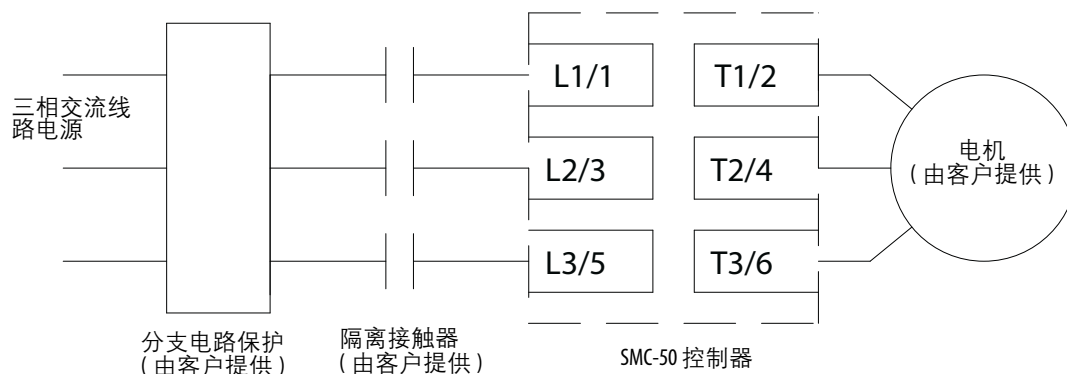 三相交流线
路电源
L1/1
T1/2
L2/3
T2/4
L3/5
T3/6
电机
(由客户提供)
分支电路保护
(由客户提供)
隔离接触器
(由客户提供)
SMC-50 控制器